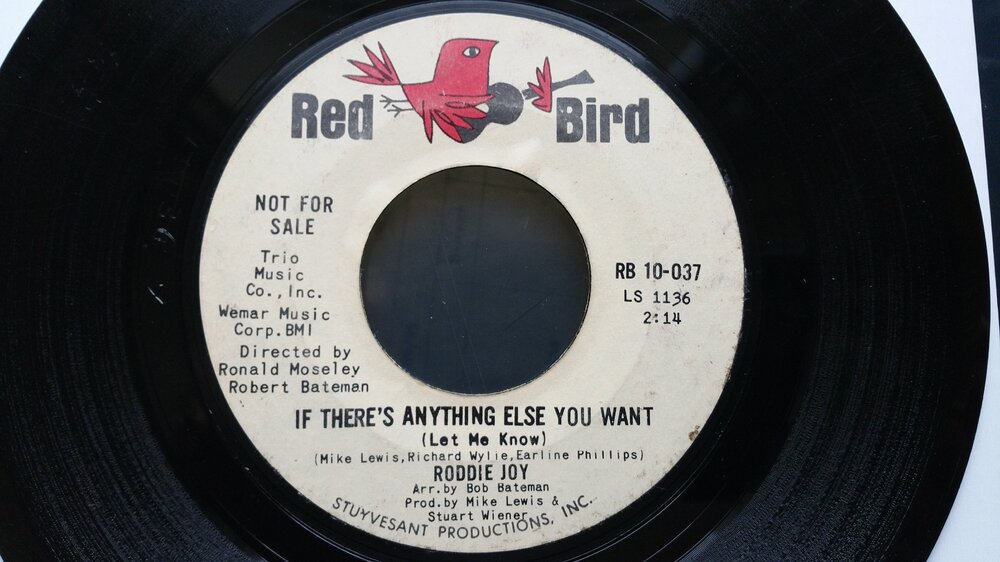 Red Bird
NOT FOR
SALE
Trio
Music
Co.,Inc.
Wemar Music
Corp.BMI
Directed by
Ronald Moseley
Robert Bateman
RB 10-037
LS 1136
2:14
IF THERE'S ANYTHING ELSE YOU WANT
(Let Me Know)
(Mike Lewis,Richard Wylie,Earline Phillips)
RODDIE JOY
Arr.by Bob Bateman
Prod.by Mike Lewis &
Stuart Wiener
STUYVESANT PRODUCTIONS, INC.